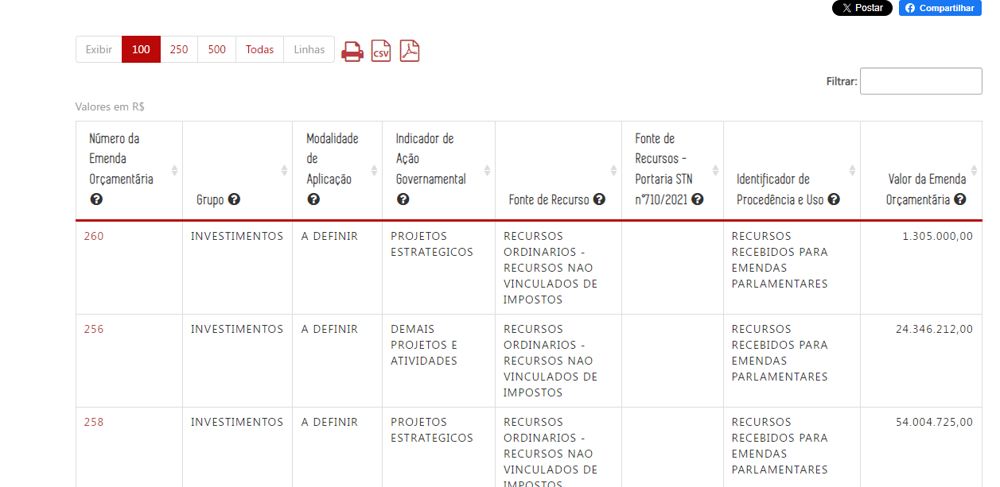 Postar
Compartilhar
Exibir 100 250 500 Todas Linhas CSV
Filtrar:
Valores em R$
Número da
Emenda
Orçamentária
?
Grupo ?
Modalidade
de
Aplicação
?
Indicador de
Ação
Governamental
?
Fonte de Recurso ?
Fonte de
Recursos -
Portaria STN
n°710/2021 ?
Identificador de
Procedência e Uso ?
Valor da Emenda
Orçamentária ?
260
INVESTIMENTOS
A DEFINIR
PROJETOS
ESTRATEGICOS
RECURSOS
ORDINARIOS -
RECURSOS NAO
VINCULADOS DE
IMPOSTOS
RECURSOS
RECEBIDOS PARA
EMENDAS
PARLAMENTARES
1.305.000,00
256
INVESTIMENTOS
A DEFINIR
DEMAIS
PROJETOS E
ATIVIDADES
RECURSOS
ORDINARIOS -
RECURSOS NAO
VINCULADOS DE
IMPOSTOS
RECURSOS
RECEBIDOS PARA
EMENDAS
PARLAMENTARES
24.346.212,00
258
INVESTIMENTOS
A DEFINIR
PROJETOS
ESTRATEGICOS
RECURSOS
ORDINARIOS -
RECURSOS NAO
VINCULADOS DE
IMPOSTOS
RECURSOS
RECEBIDOS PARA
EMENDAS
PARLAMENTARES
54.004.725,00